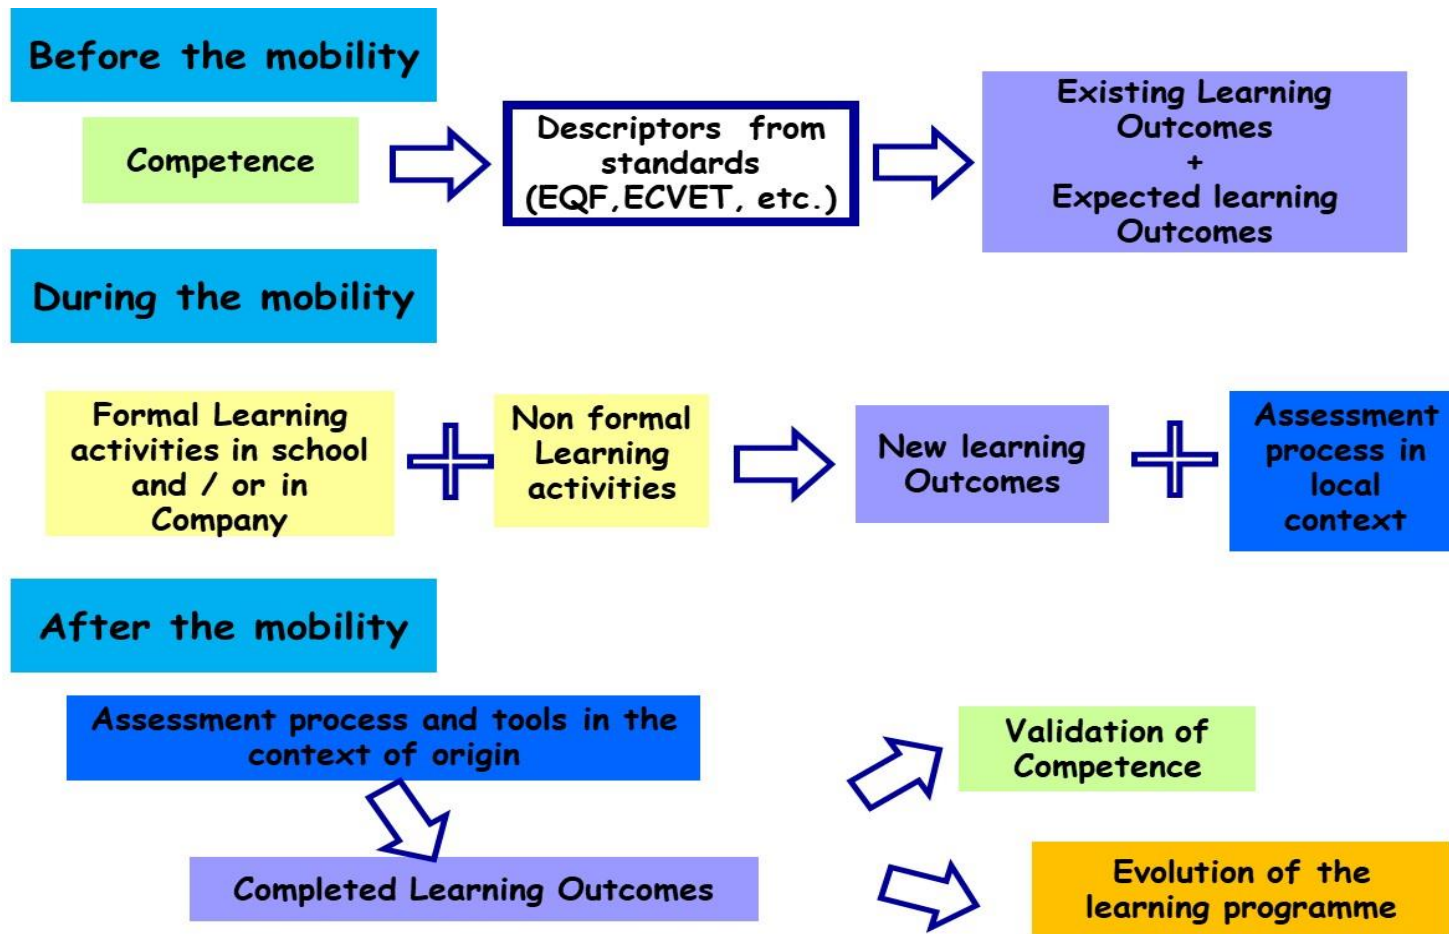 Before the mobility
Competence
Descriptors from
standards
(EQF,ECVET, etc.)
Existing Learning
Outcomes
+
Expected learning
Outcomes
During the mobility
Formal Learning
activities in school
and / or in
Company
Non formal
Learning
activities
New learning
Outcomes
Assessment
process in
local
context
After the mobility
Assessment process and tools in the
context of origin
Completed Learning Outcomes
Validation of
Competence
Evolution of the
learning programme